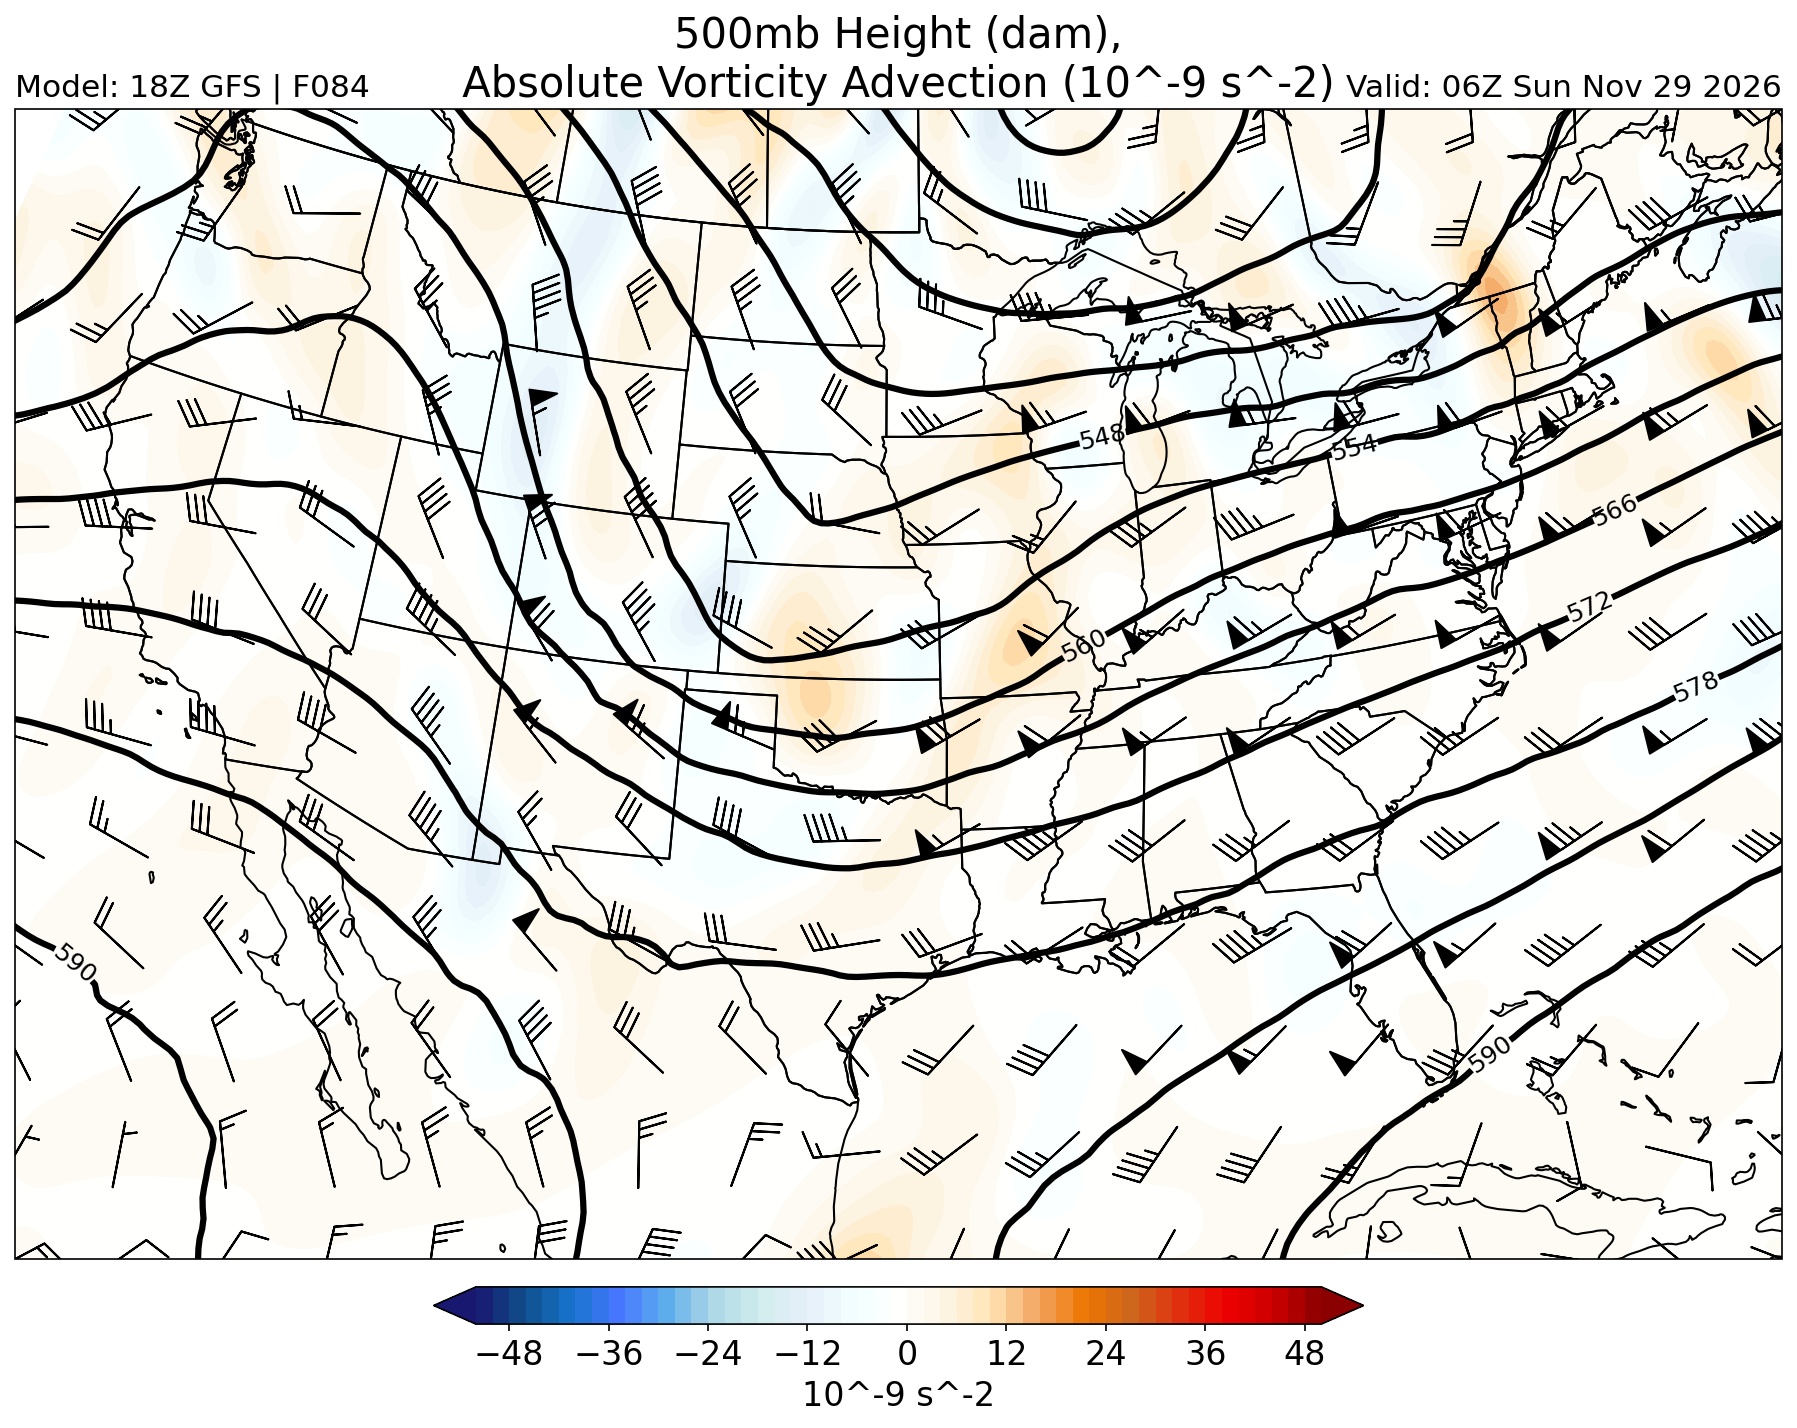 500mb Height (dam),
Model: 18Z GFS | F084
Absolute Vorticity Advection (10^-9 s^-2)
Valid: 06Z Sun Nov 29 2026
548
554
566
572
560
578
590
590
−48 −36 −24 −12 0 12 24 36 48
10^-9 s^-2